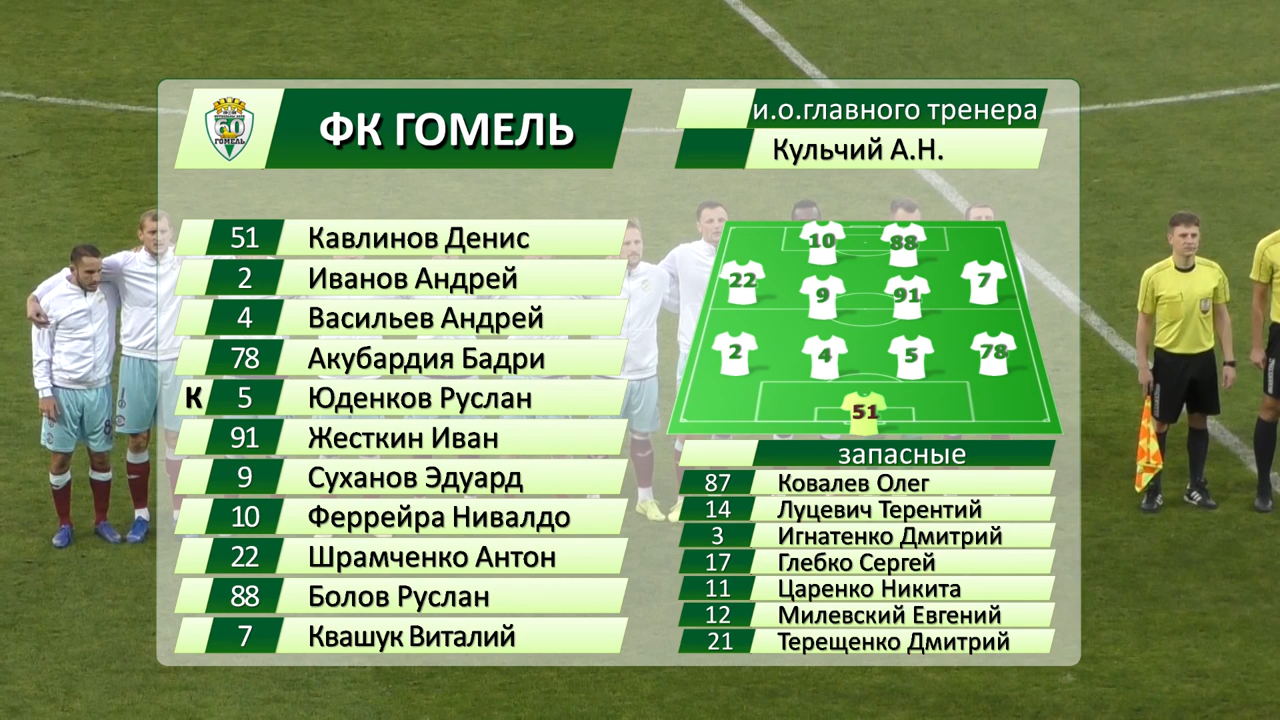 ФК ГОМЕЛЬ
60
ГОМЕЛЬ
и.о.главного тренера
Кульчий А.Н.
51 Кавлинов Денис
2 Иванов Андрей
4 Васильев Андрей
78 Акубардия Бадри
К 5 Юденков Руслан
91 Жесткин Иван
9 Суханов Эдуард
10 Феррейра Нивалдо
22 Шрамченко Антон
88 Болов Руслан
7 Квашук Виталий
10 88
22 9 91 7
2 4 5 78
51
запасные
87 Ковалев Олег
14 Луцевич Терентий
3 Игнатенко Дмитрий
17 Глебко Сергей
11 Царенко Никита
12 Милевский Евгений
21 Терещенко Дмитрий
8